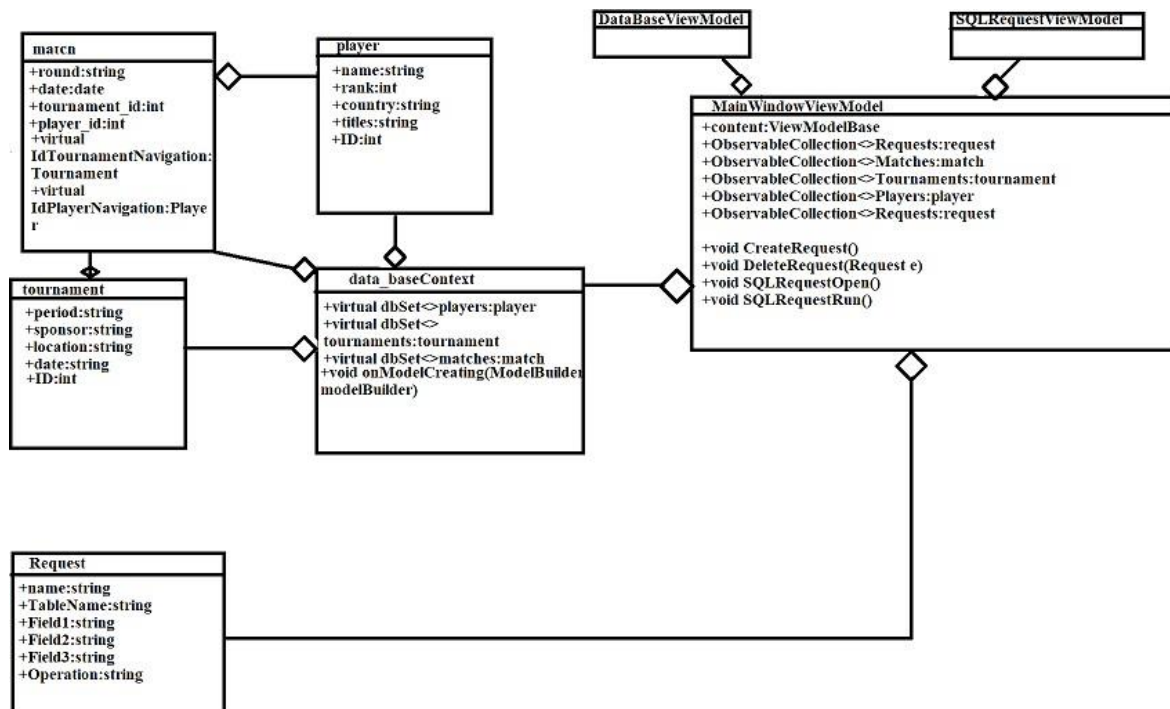 match
+round:string
+date:date
+tournament_id:int
+player_id:int
+virtual
IdTournamentNavigation:
Tournament
+virtual
IdPlayerNavigation:Playe
r
player
+name:string
+rank:int
+country:string
+titles:string
+ID:int
DataBaseViewModel
SQLRequestViewModel
MainWindowViewModel
+content:ViewModelBase
+ObservableCollection<>Requests:request
+ObservableCollection<>Matches:match
+ObservableCollection<>Tournaments:tournament
+ObservableCollection<>Players:player
+ObservableCollection<>Requests:request
+void CreateRequest()
+void DeleteRequest(Request e)
+void SQLRequestOpen()
+void SQLRequestRun()
tournament
+period:string
+sponsor:string
+location:string
+date:string
+ID:int
data_baseContext
+virtual dbSet<>players:player
+virtual dbSet<>
tournaments:tournament
+virtual dbSet<>matches:match
+void onModelCreating(ModelBuilder
modelBuilder)
Request
+name:string
+TableName:string
+Field1:string
+Field2:string
+Field3:string
+Operation:string